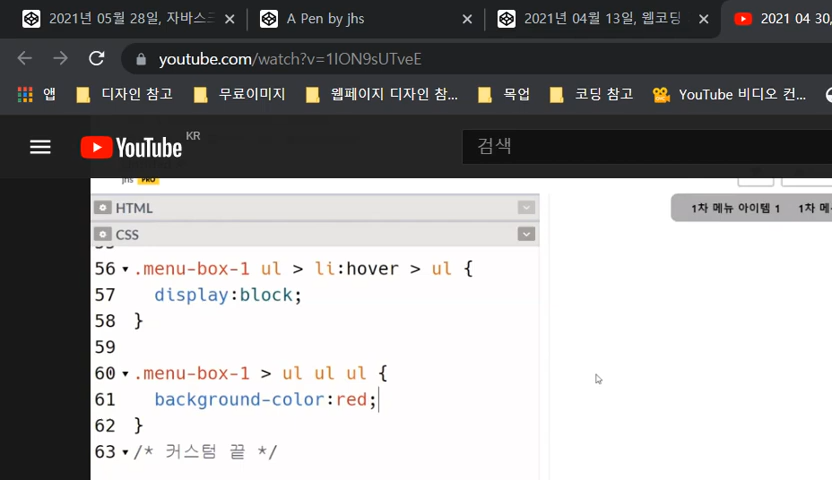 2021년 05월 28일, 자바스크
A Pen by jhs
2021년 04월 13일, 웹코딩
2021 04 30,
youtube.com/watch?v=1ION9sUTveE
앱 디자인 참고 무료이미지 웹페이지 디자인 참... 목업 코딩 참고 YouTube 비디오 컨...
YouTube KR 검색
jhs PRO
HTML
1차 메뉴 아이템 1 1차 메
CSS
56 .menu-box-1 ul > li:hover > ul {
57 display:block;
58 }
59
60 .menu-box-1 > ul ul ul {
61 background-color:red;
62 }
63 /* 커스텀 끝 */